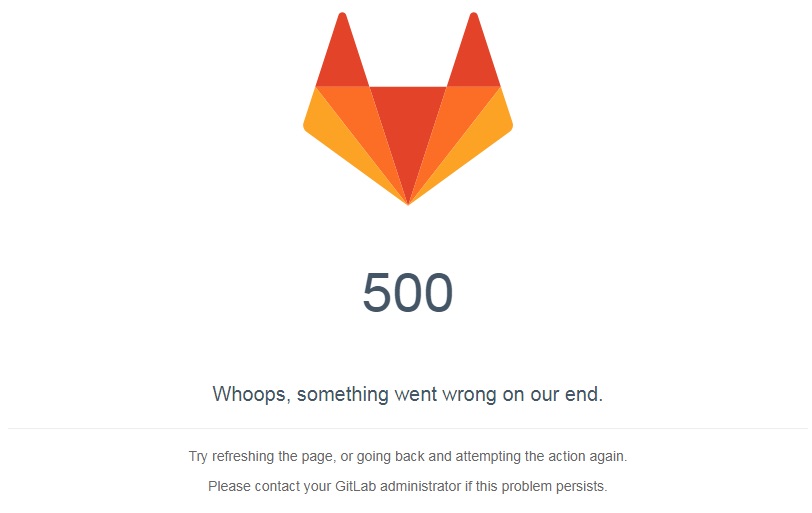 500
Whoops, something went wrong on our end.
Try refreshing the page, or going back and attempting the action again.
Please contact your GitLab administrator if this problem persists.